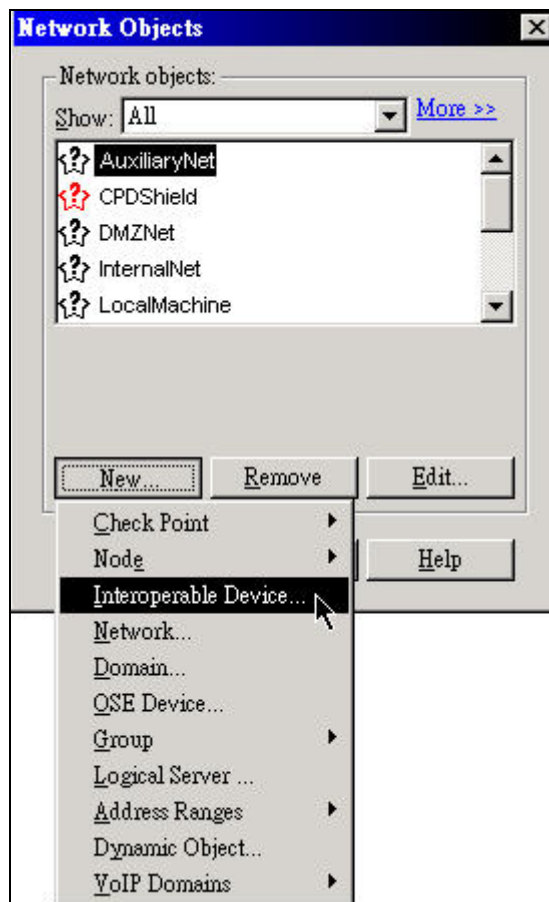 Network Objects
Network objects:
Show: All More >>
AuxiliaryNet
CPDShield
DMZNet
InternalNet
LocalMachine
New... Remove Edit...
Check Point
Help
Node
Interoperable Device...
Network...
Domain...
OSE Device...
Group
Logical Server ...
Address Ranges
Dynamic Object...
VoIP Domains